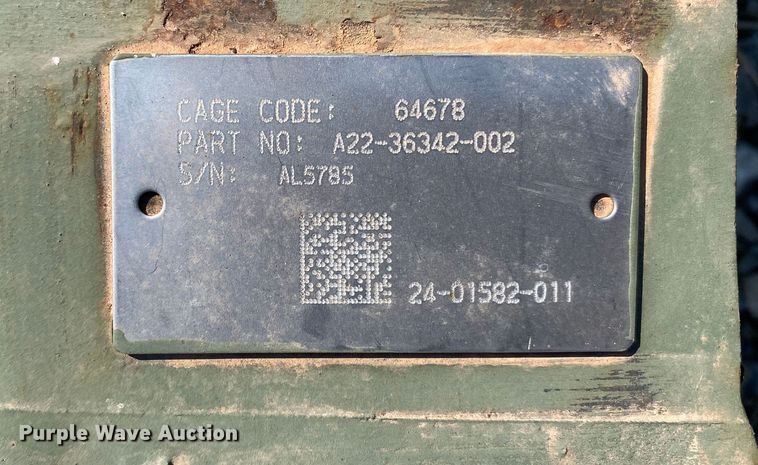 CAGE CODE: 64678
PART NO: A22-36342-002
S/N: AL5785
24-01582-011
Purple Wave Auction